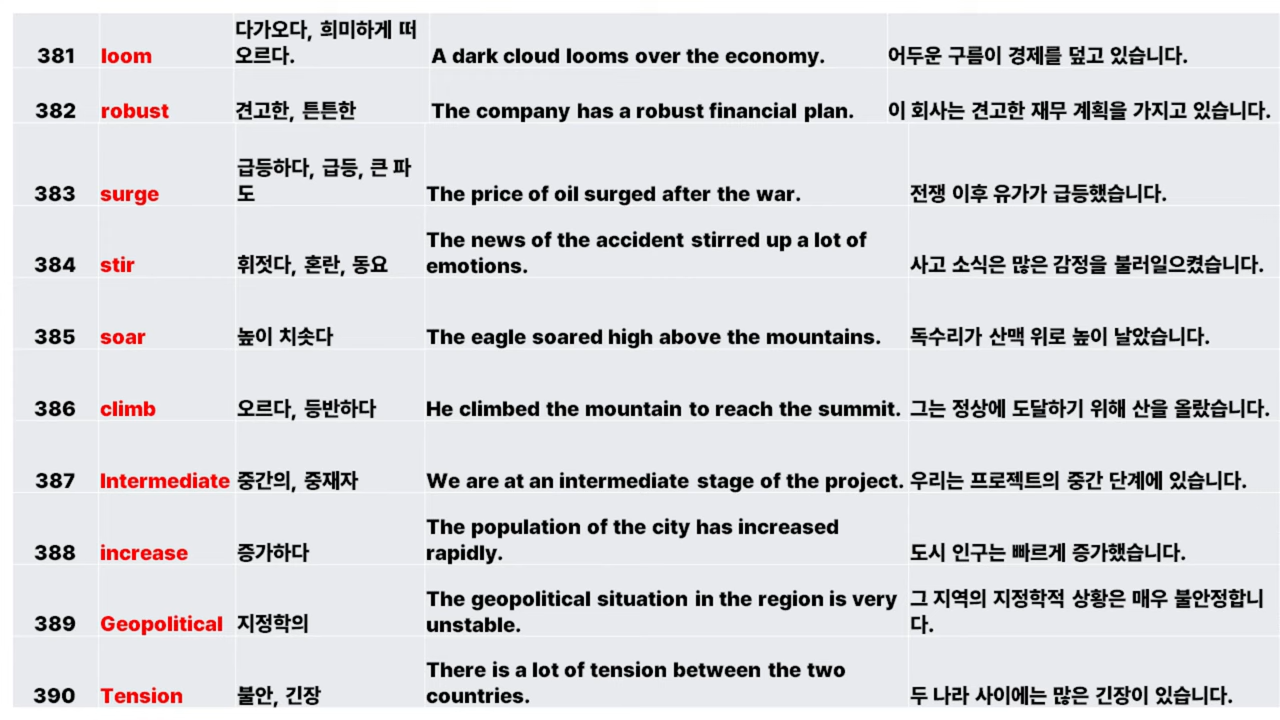 381 loom 다가오다, 희미하게 떠
오르다. A dark cloud looms over the economy. 어두운 구름이 경제를 덮고 있습니다.
382 robust 견고한, 튼튼한 The company has a robust financial plan. 이 회사는 견고한 재무 계획을 가지고 있습니다.
383 surge 급등하다, 급등, 큰 파
도 The price of oil surged after the war. 전쟁 이후 유가가 급등했습니다.
384 stir 휘젓다, 혼란, 동요 The news of the accident stirred up a lot of
emotions. 사고 소식은 많은 감정을 불러일으켰습니다.
385 soar 높이 치솟다 The eagle soared high above the mountains. 독수리가 산맥 위로 높이 날았습니다.
386 climb 오르다, 등반하다 He climbed the mountain to reach the summit. 그는 정상에 도달하기 위해 산을 올랐습니다.
387 Intermediate 중간의, 중재자 We are at an intermediate stage of the project. 우리는 프로젝트의 중간 단계에 있습니다.
388 increase 증가하다 The population of the city has increased
rapidly. 도시 인구는 빠르게 증가했습니다.
389 Geopolitical 지정학의 The geopolitical situation in the region is very
unstable. 그 지역의 지정학적 상황은 매우 불안정합니
다.
390 Tension 불안, 긴장 There is a lot of tension between the two
countries. 두 나라 사이에는 많은 긴장이 있습니다.